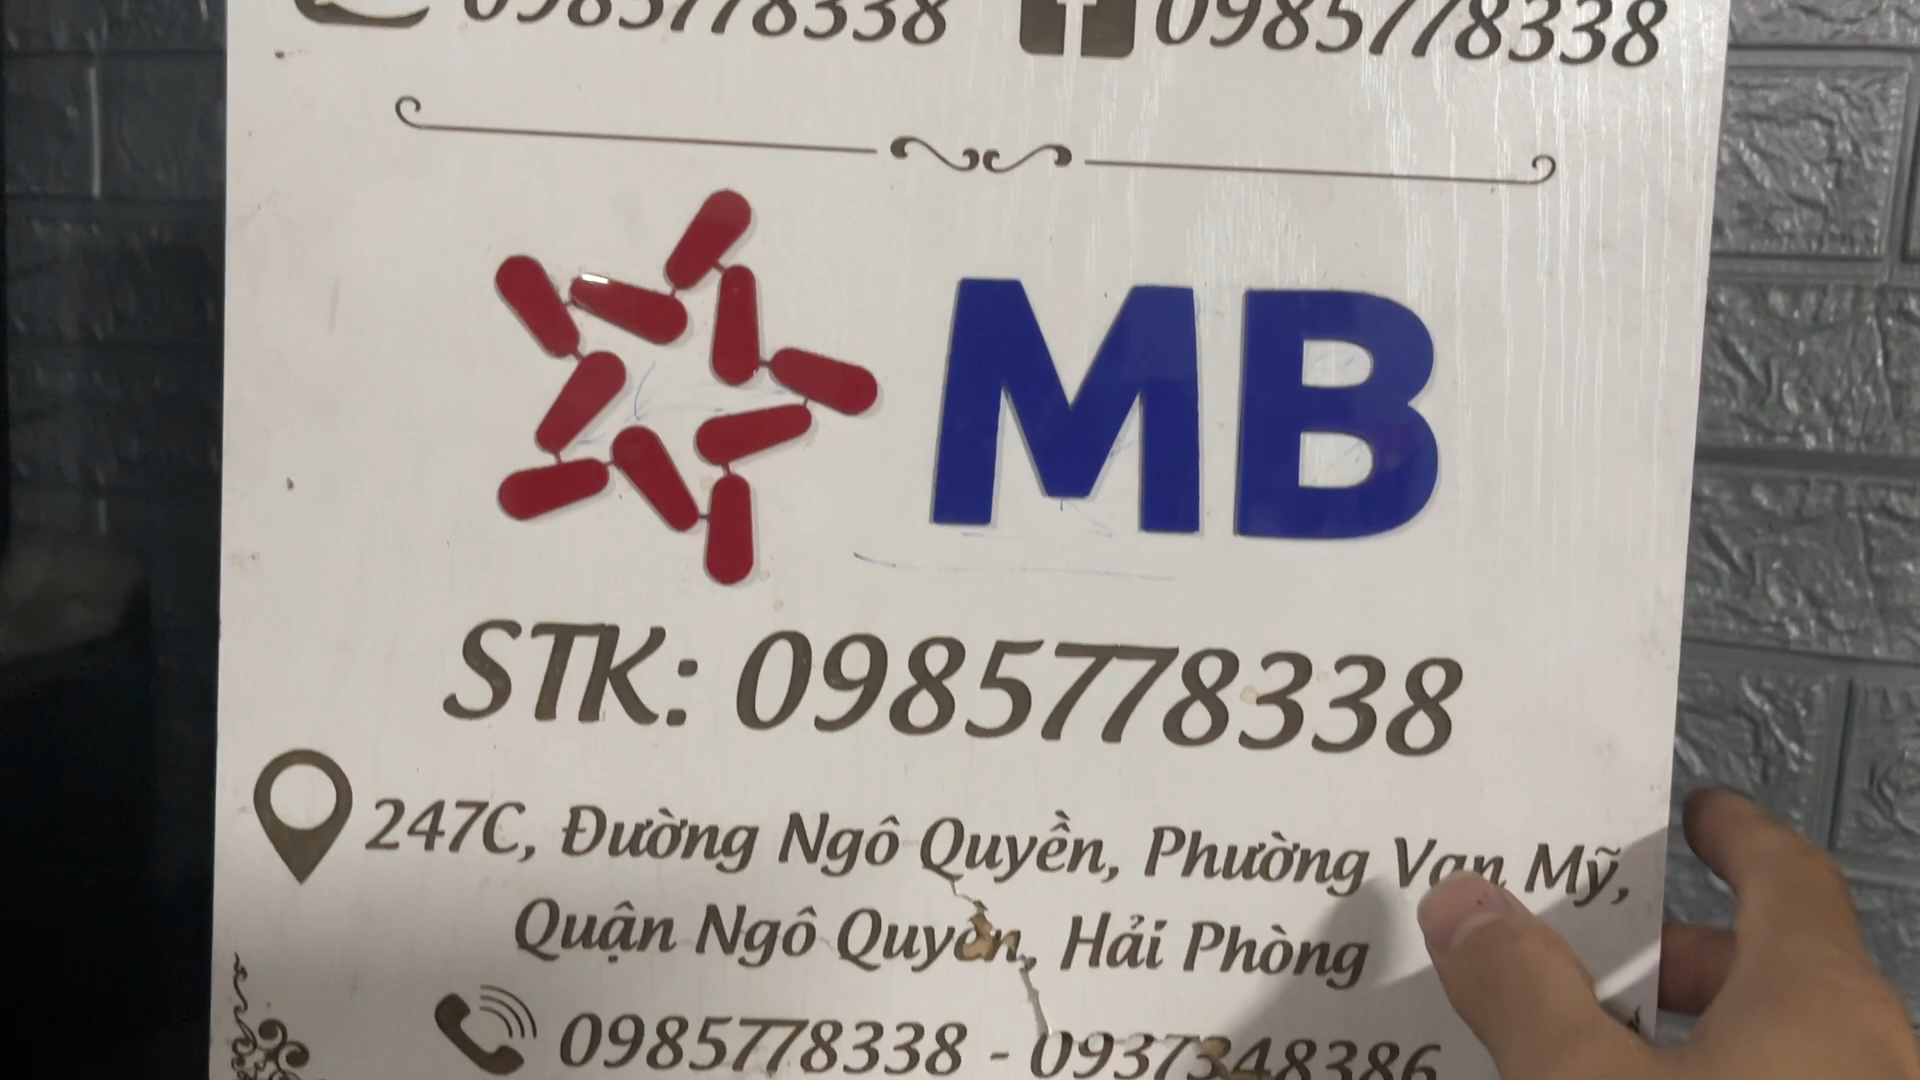 0985778338 0985778338
MB
STK: 0985778338
247C, Đường Ngô Quyền, Phường Vạn Mỹ,
Quận Ngô Quyền, Hải Phòng
0985778338 - 0937348386